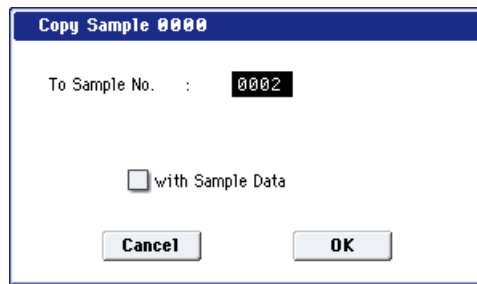 Copy Sample 0000
To Sample No. : 0002
with Sample Data
Cancel OK